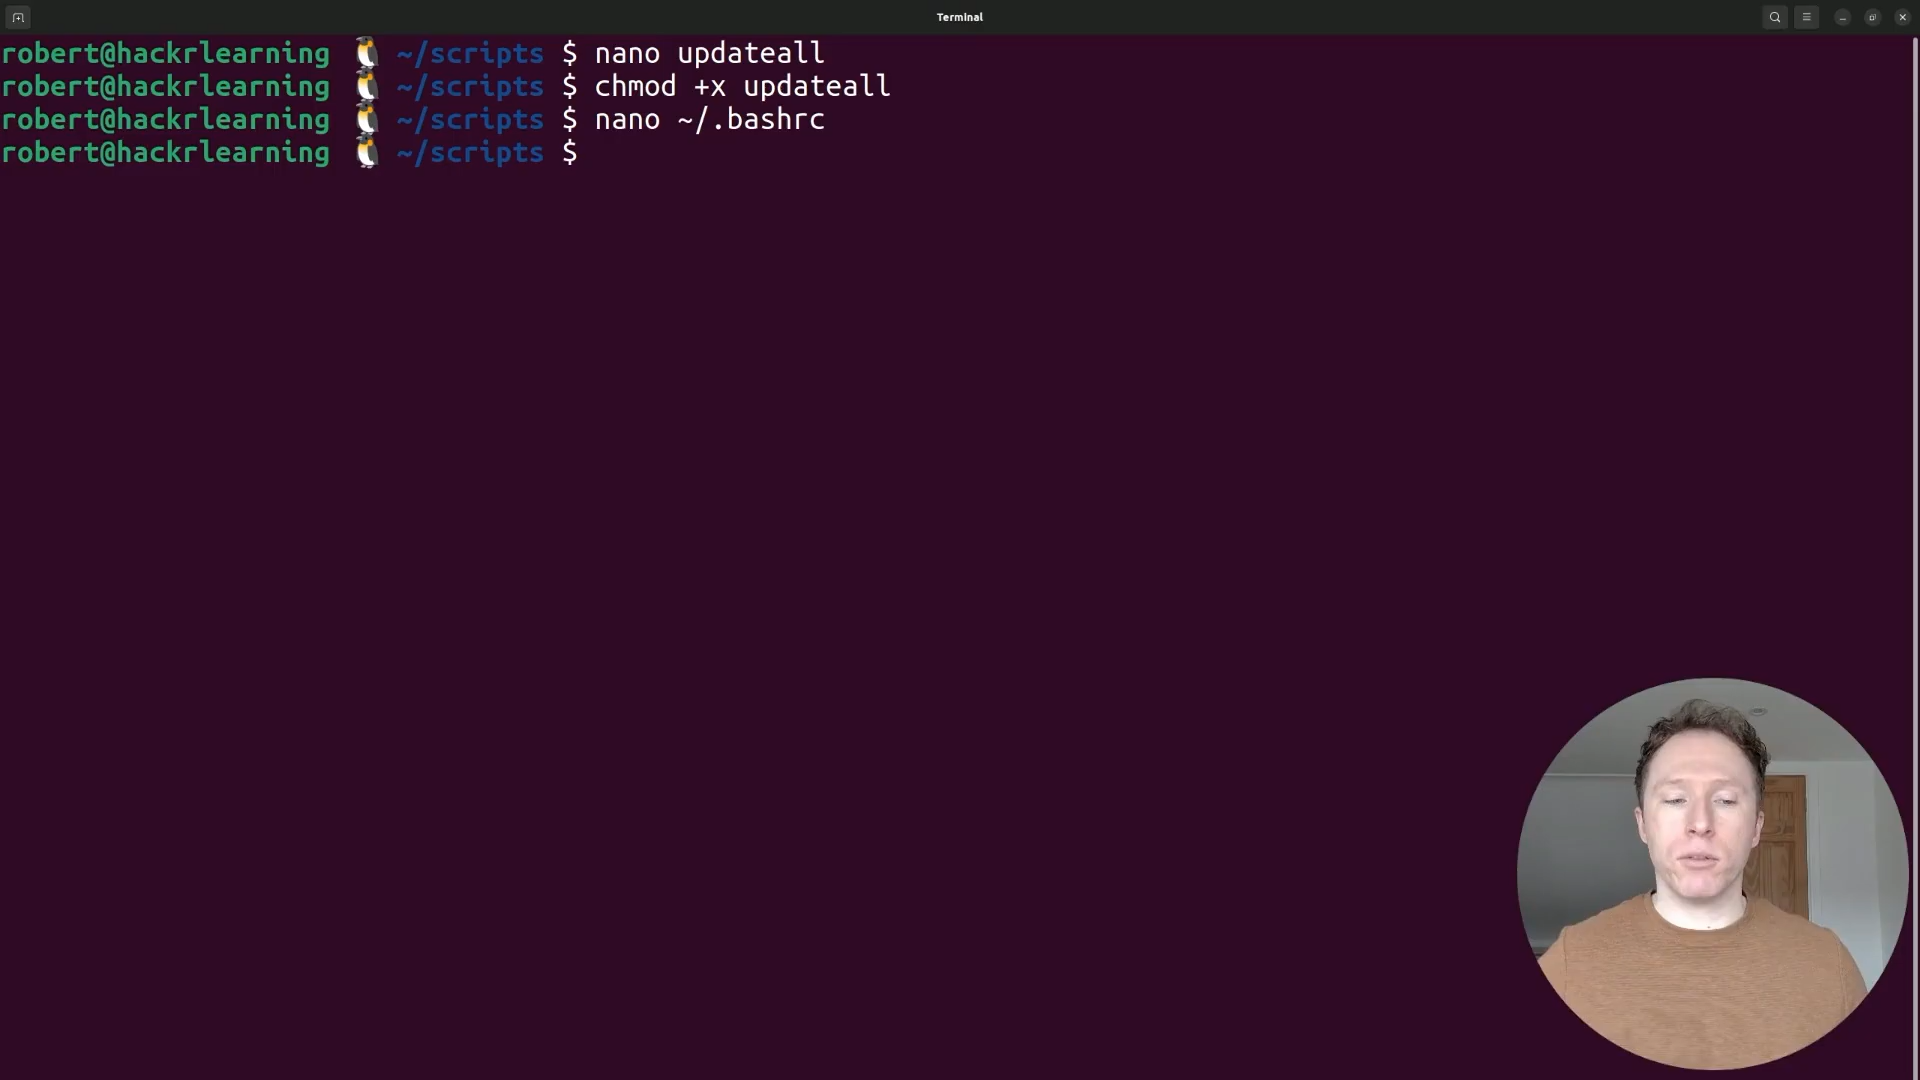 Terminal
robert@hackrlearning 🐧 ~/scripts $ nano updateall
robert@hackrlearning 🐧 ~/scripts $ chmod +x updateall
robert@hackrlearning 🐧 ~/scripts $ nano ~/.bashrc
robert@hackrlearning 🐧 ~/scripts $